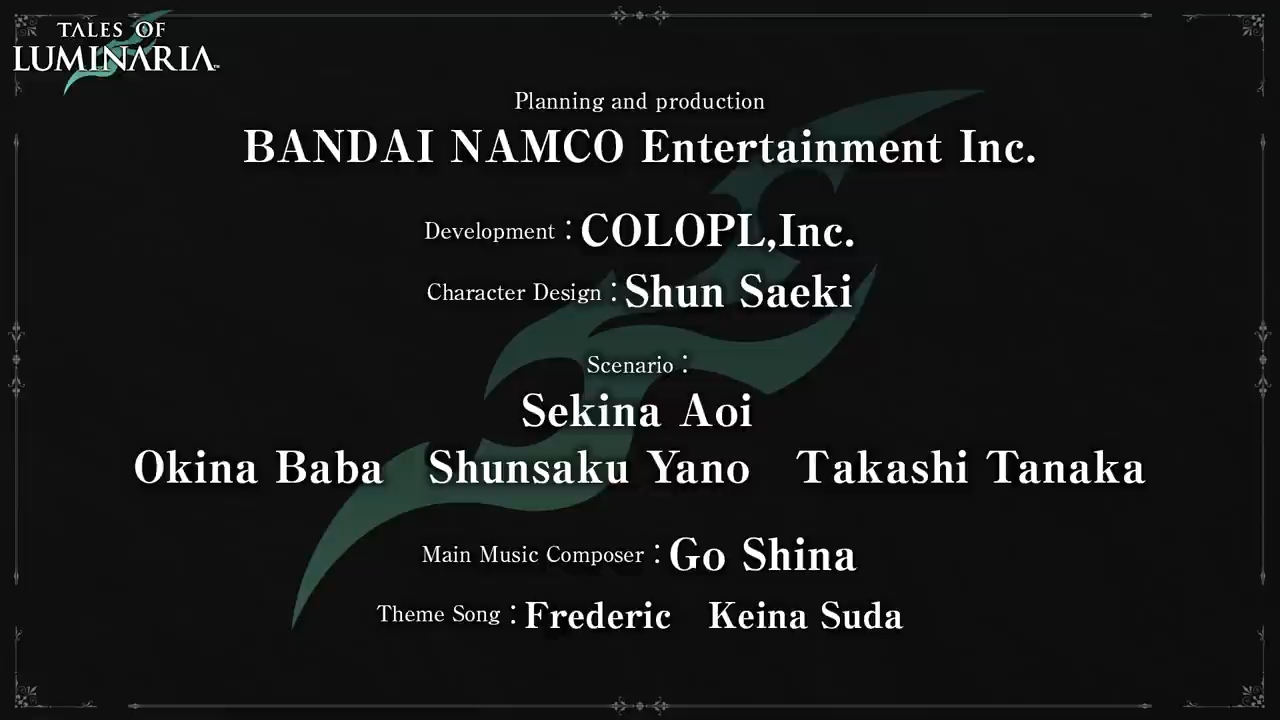 TALES OF
LUMINARIA™
Planning and production
BANDAI NAMCO Entertainment Inc.
Development : COLOPL,Inc.
Character Design : Shun Saeki
Scenario :
Sekina Aoi
Okina Baba Shunsaku Yano Takashi Tanaka
Main Music Composer : Go Shina
Theme Song : Frederic Keina Suda